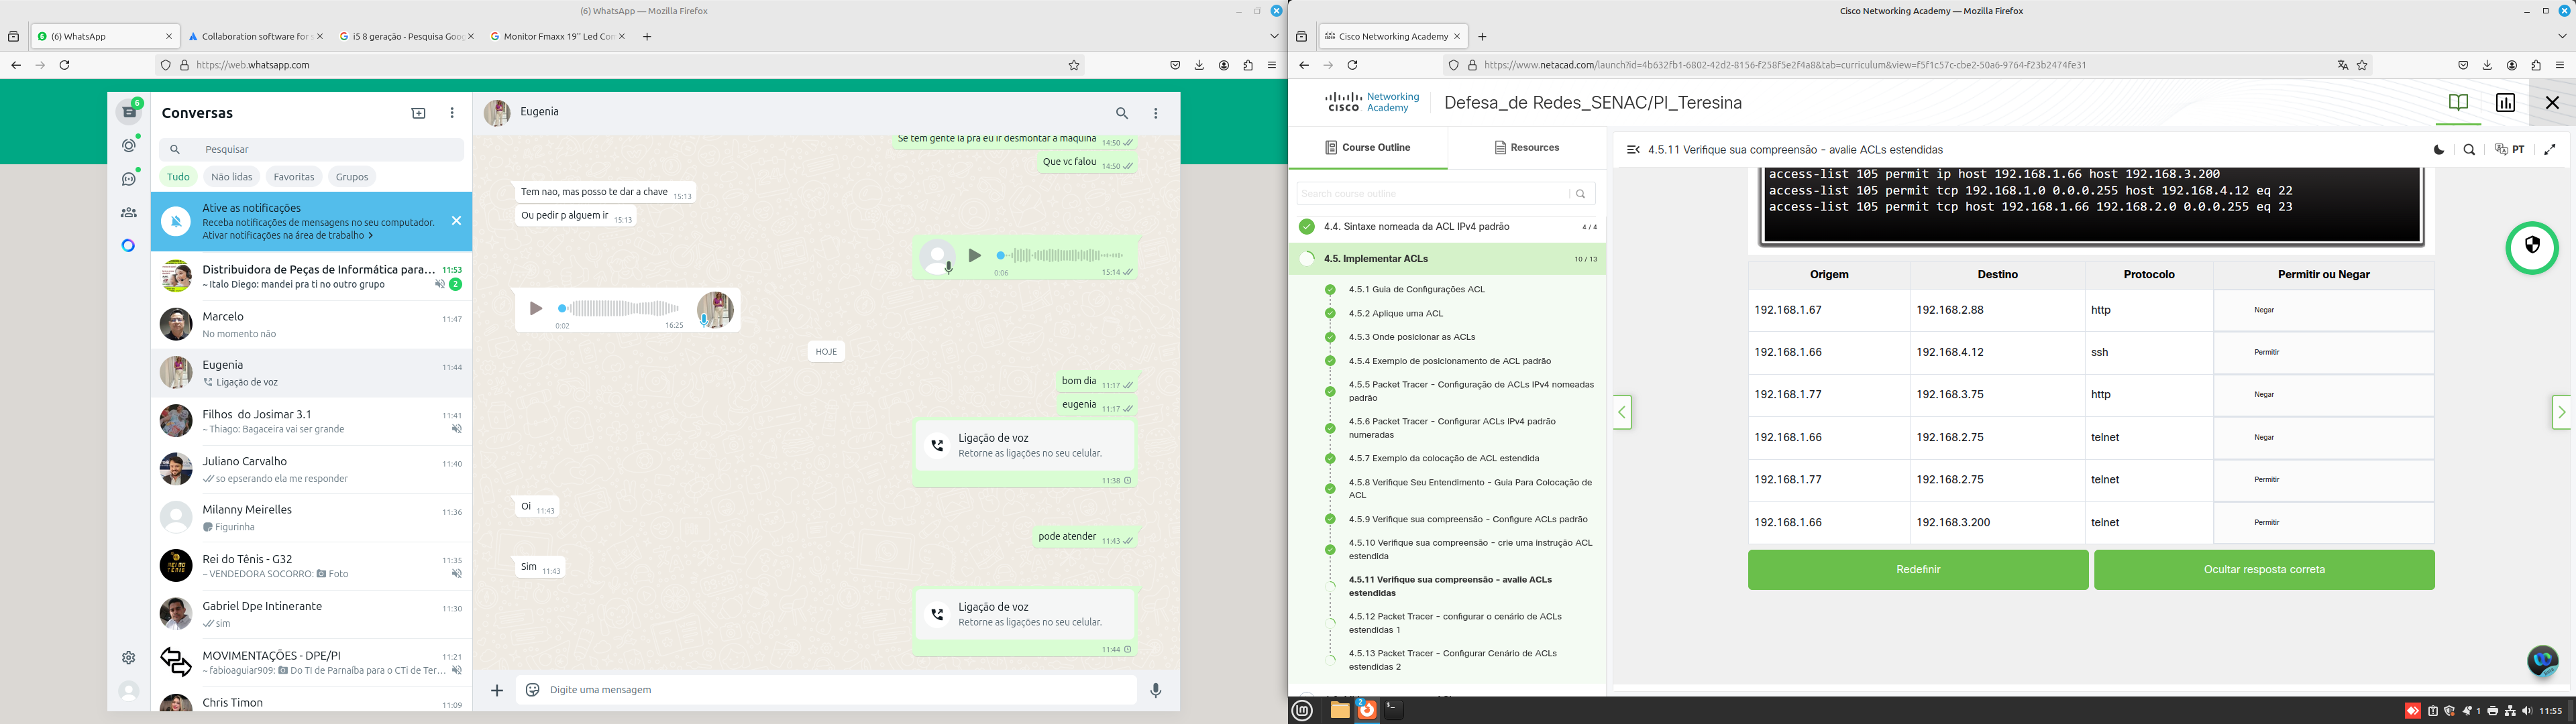 (6) WhatsApp — Mozilla Firefox
(6) WhatsApp
Collaboration software for s
i5 8 geração - Pesquisa Goo
Monitor Fmaxx 19'' Led Com
https://web.whatsapp.com
6
Conversas
Pesquisar
Tudo
Não lidas
Favoritas
Grupos
Ative as notificações
Receba notificações de mensagens no seu computador.
Ativar notificações na área de trabalho >
Distribuidora de Peças de Informática para... 11:53
~ Italo Diego: mandei pra ti no outro grupo 2
Marcelo 11:47
No momento não
Eugenia 11:44
Ligação de voz
Filhos do Josimar 3.1 11:41
~ Thiago: Bagaceira vai ser grande
Juliano Carvalho 11:40
so epserando ela me responder
Milanny Meirelles 11:36
Figurinha
Rei do Tênis - G32 11:35
~ VENDEDORA SOCORRO: Foto
Gabriel Dpe Intinerante 11:30
sim
MOVIMENTAÇÕES - DPE/PI 11:21
~ fabioaguiar909: Do TI de Parnaíba para o CTi de Ter...
Chris Timon 11:09
Eugenia
Se tem gente la pra eu ir desmontar a maquina 14:50
Que vc falou 14:50
Tem nao, mas posso te dar a chave 15:13
Ou pedir p alguem ir 15:13
0:06 15:14
0:02 16:25
HOJE
bom dia 11:17
eugenia 11:17
Ligação de voz
Retorne as ligações no seu celular.
11:38
Oi 11:43
pode atender 11:43
Sim 11:43
Ligação de voz
Retorne as ligações no seu celular.
11:44
Digite uma mensagem
Cisco Networking Academy — Mozilla Firefox
Cisco Networking Academy
https://www.netacad.com/launch?id=4b632fb1-6802-42d2-8156-f258f5e2f4a8&tab=curriculum&view=f5f1c57c-cbe2-50a6-9764-f23b2474fe31
CISCO Networking Academy
Defesa_de Redes_SENAC/PI_Teresina
Course Outline
Resources
Search course outline
4.4. Sintaxe nomeada da ACL IPv4 padrão 4 / 4
4.5. Implementar ACLs 10 / 13
4.5.1 Guia de Configurações ACL
4.5.2 Aplique uma ACL
4.5.3 Onde posicionar as ACLs
4.5.4 Exemplo de posicionamento de ACL padrão
4.5.5 Packet Tracer - Configuração de ACLs IPv4 nomeadas
padrão
4.5.6 Packet Tracer - Configurar ACLs IPv4 padrão
numeradas
4.5.7 Exemplo da colocação de ACL estendida
4.5.8 Verifique Seu Entendimento - Guia Para Colocação de
ACL
4.5.9 Verifique sua compreensão - Configure ACLs padrão
4.5.10 Verifique sua compreensão - crie uma instrução ACL
estendida
4.5.11 Verifique sua compreensão - avalie ACLs
estendidas
4.5.12 Packet Tracer - configurar o cenário de ACLs
estendidas 1
4.5.13 Packet Tracer - Configurar Cenário de ACLs
estendidas 2
4.5.11 Verifique sua compreensão - avalie ACLs estendidas
PT
access-list 105 permit ip host 192.168.1.66 host 192.168.3.200
access-list 105 permit tcp 192.168.1.0 0.0.0.255 host 192.168.4.12 eq 22
access-list 105 permit tcp host 192.168.1.66 192.168.2.0 0.0.0.255 eq 23
Origem Destino Protocolo Permitir ou Negar
192.168.1.67 192.168.2.88 http Negar
192.168.1.66 192.168.4.12 ssh Permitir
192.168.1.77 192.168.3.75 http Negar
192.168.1.66 192.168.2.75 telnet Negar
192.168.1.77 192.168.2.75 telnet Permitir
192.168.1.66 192.168.3.200 telnet Permitir
Redefinir
Ocultar resposta correta
2
1
11:55